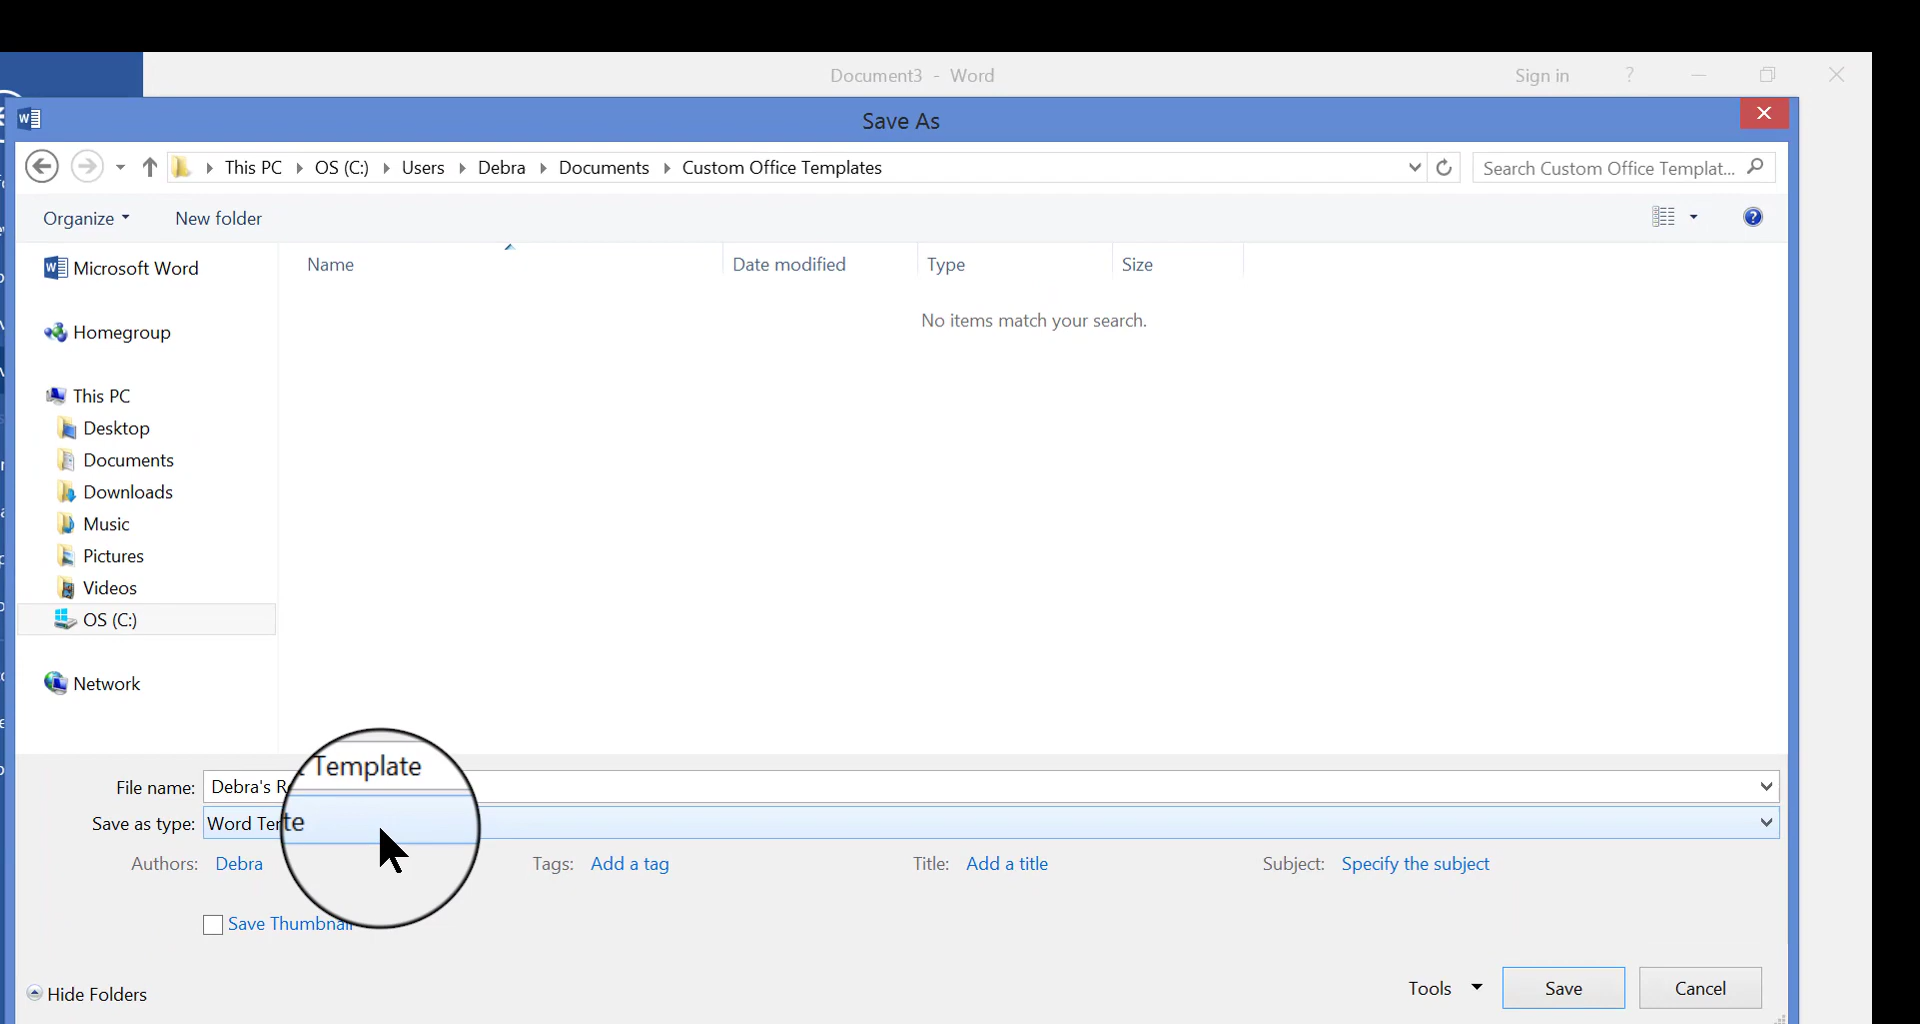 Document3 - Word
Sign in ?
Save As
This PC OS (C:) Users Debra Documents Custom Office Templates
Search Custom Office Templat...
Organize
New folder
Name
Date modified
Type
Size
No items match your search.
Microsoft Word
Homegroup
This PC
Desktop
Documents
Downloads
Music
Pictures
Videos
OS (C:)
Network
File name: Debra's Template
Save as type: Word
Authors: Debra
Tags: Add a tag
Title: Add a title
Subject: Specify the subject
Save Thumbnail
Hide Folders
Tools
Save
Cancel